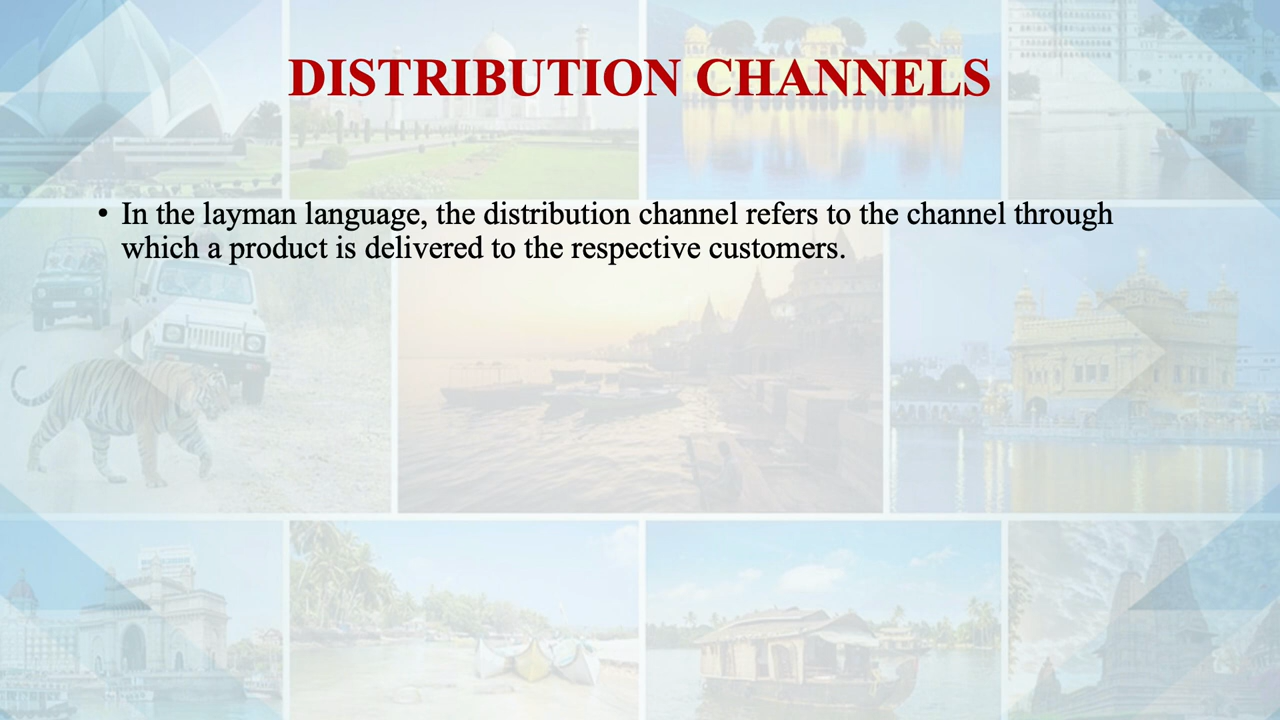 DISTRIBUTION CHANNELS
• In the layman language, the distribution channel refers to the channel through
which a product is delivered to the respective customers.